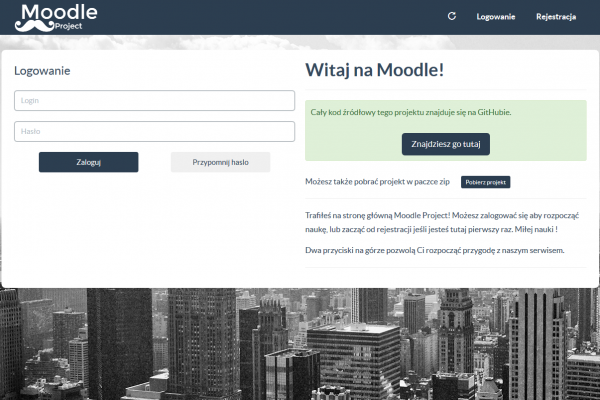 Moodle
Project
Logowanie
Rejestracja
Logowanie
Login
Hasło
Zaloguj
Przypomnij haslo
Witaj na Moodle!
Cały kod źródłowy tego projektu znajduje się na GitHubie.
Znajdziesz go tutaj
Możesz także pobrać projekt w paczce zip
Pobierz projekt
Trafiłeś na stronę główną Moodle Project! Możesz zalogować się aby rozpocząć
naukę, lub zacząć od rejestracji jeśli jesteś tutaj pierwszy raz. Miłej nauki !
Dwa przyciski na górze pozwolą Ci rozpocząć przygodę z naszym serwisem.